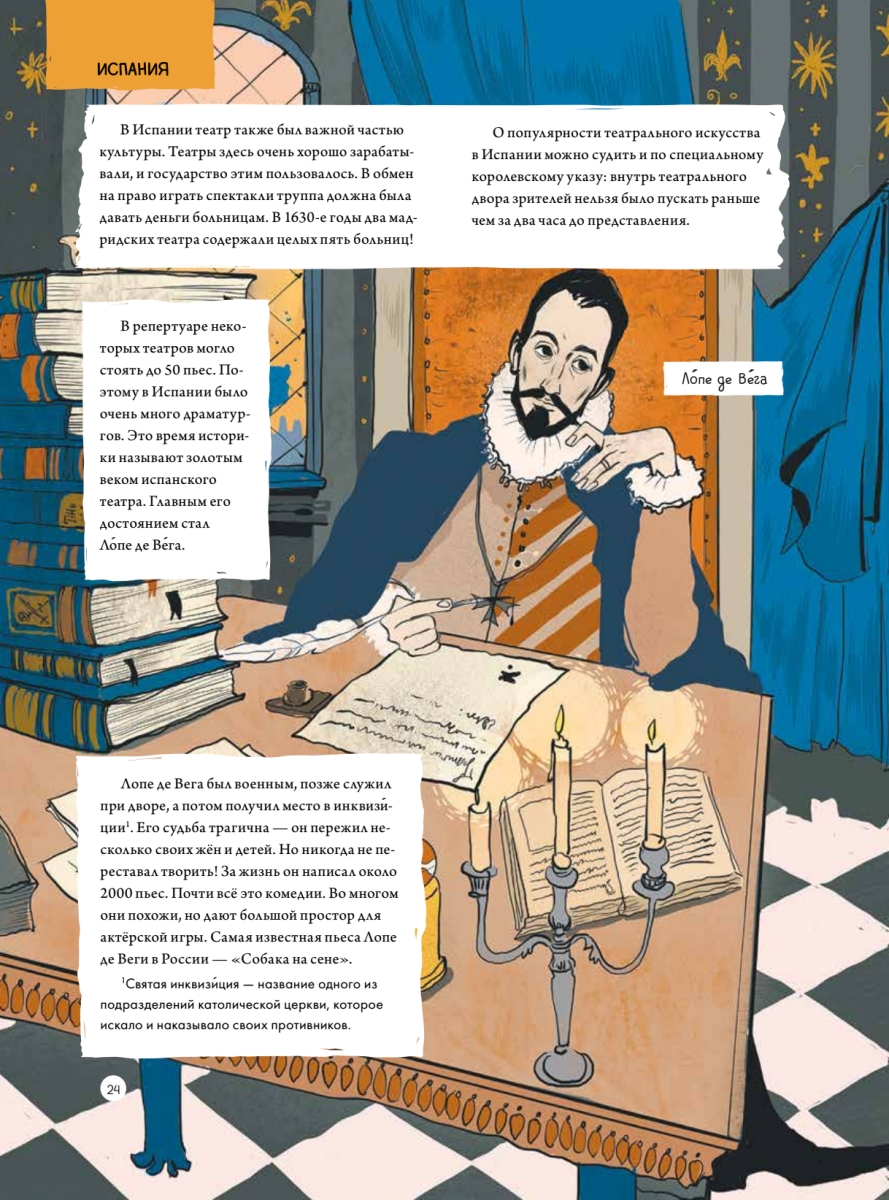 ИСПАНИЯ
В Испании театр также был важной частью
культуры. Театры здесь очень хорошо зарабаты-
вали, и государство этим пользовалось. В обмен
на право играть спектакли труппа должна была
давать деньги больницам. В 1630-е годы два мад-
ридских театра содержали целых пять больниц!
О популярности театрального искусства
в Испании можно судить и по специальному
королевскому указу: внутрь театрального
двора зрителей нельзя было пускать раньше
чем за два часа до представления.
В репертуаре неко-
торых театров могло
стоять до 50 пьес. По-
этому в Испании было
очень много драматур-
гов. Это время истори-
ки называют золотым
веком испанского
театра. Главным его
достоянием стал
Ло́пе де Ве́га.
Ло́пе де Ве́га
Лопе де Вега был военным, позже служил
при дворе, а потом получил место в инквизи́-
ции¹. Его судьба трагична — он пережил не-
сколько своих жён и детей. Но никогда не пе-
реставал творить! За жизнь он написал около
2000 пьес. Почти всё это комедии. Во многом
они похожи, но дают большой простор для
актёрской игры. Самая известная пьеса Лопе
де Веги в России — «Собака на сене».
¹Святая инквизи́ция — название одного из
подразделений католической церкви, которое
искало и наказывало своих противников.
24